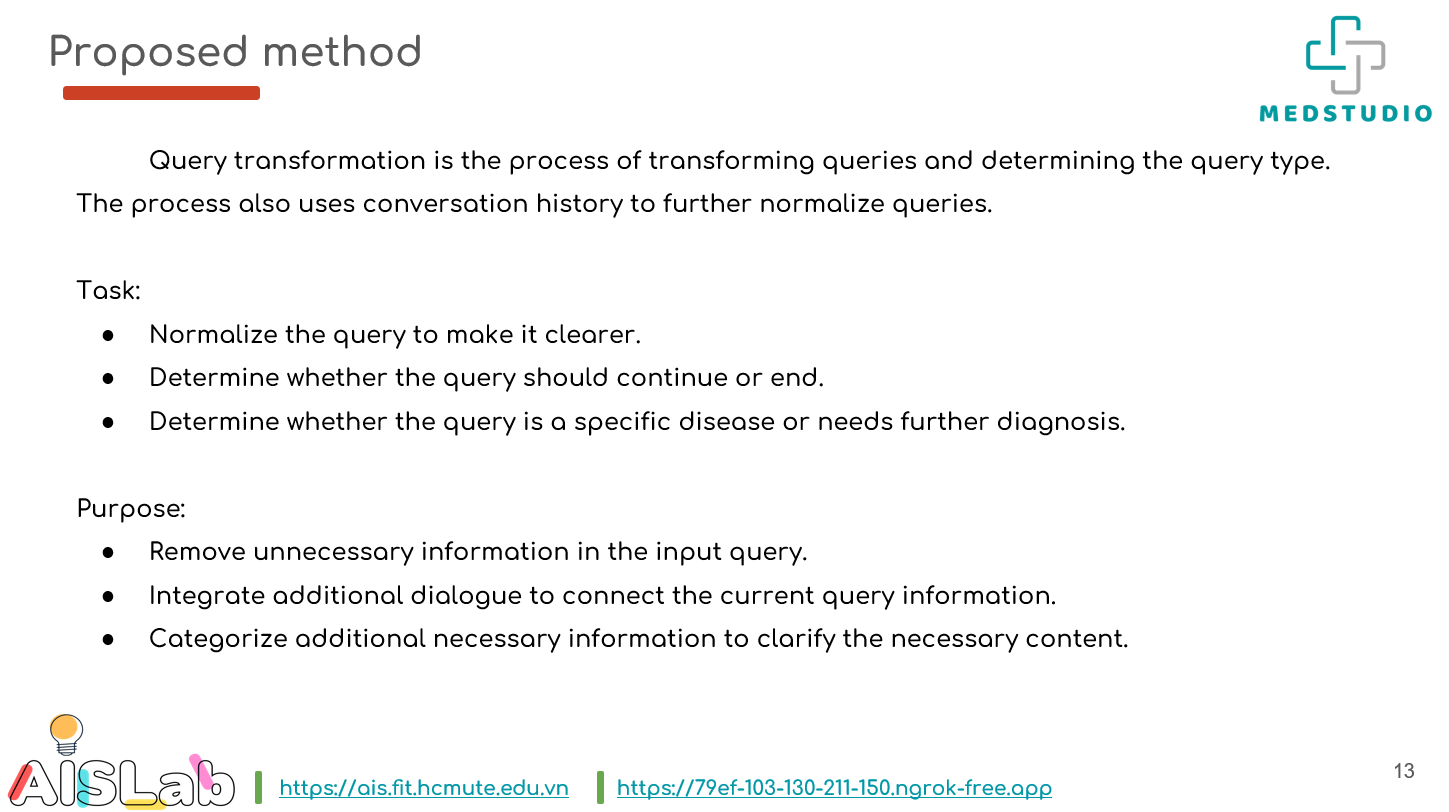 Proposed method
MEDSTUDIO
Query transformation is the process of transforming queries and determining the query type.
The process also uses conversation history to further normalize queries.
Task:
● Normalize the query to make it clearer.
● Determine whether the query should continue or end.
● Determine whether the query is a specific disease or needs further diagnosis.
Purpose:
● Remove unnecessary information in the input query.
● Integrate additional dialogue to connect the current query information.
● Categorize additional necessary information to clarify the necessary content.
AISLab
https://ais.fit.hcmute.edu.vn
https://79ef-103-130-211-150.ngrok-free.app
13